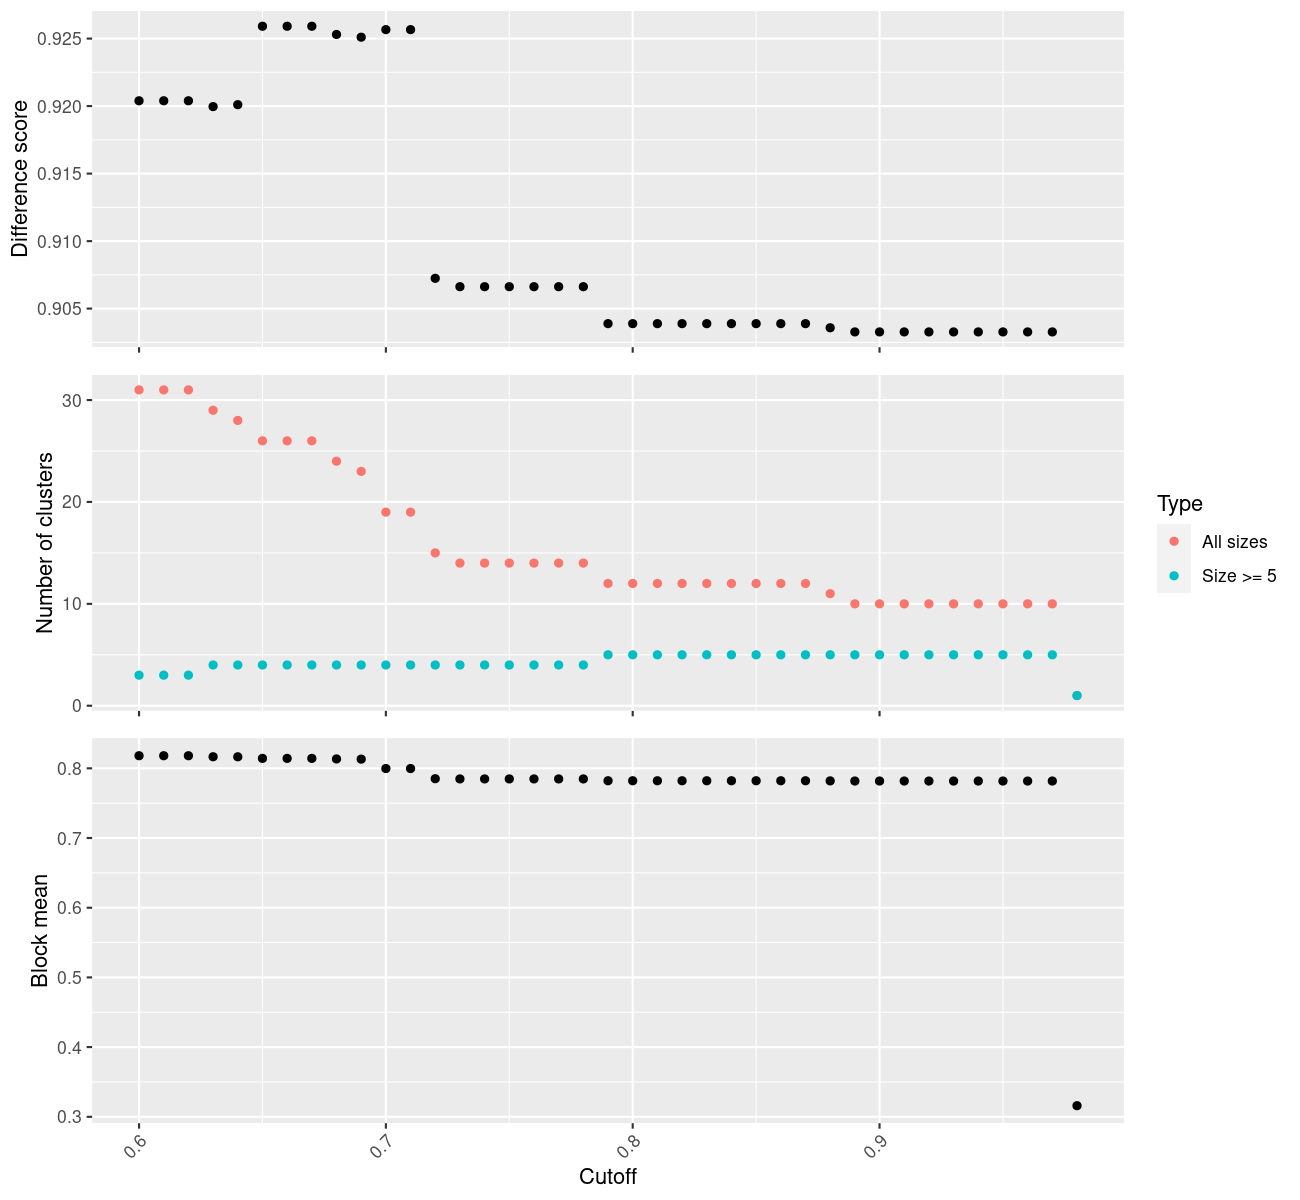 0.925
0.920
0.915
0.910
0.905
Difference score
30
20
10
0
Number of clusters
Type
All sizes
Size >= 5
0.8
0.7
0.6
0.5
0.4
0.3
Block mean
0.6 0.7 0.8 0.9
Cutoff